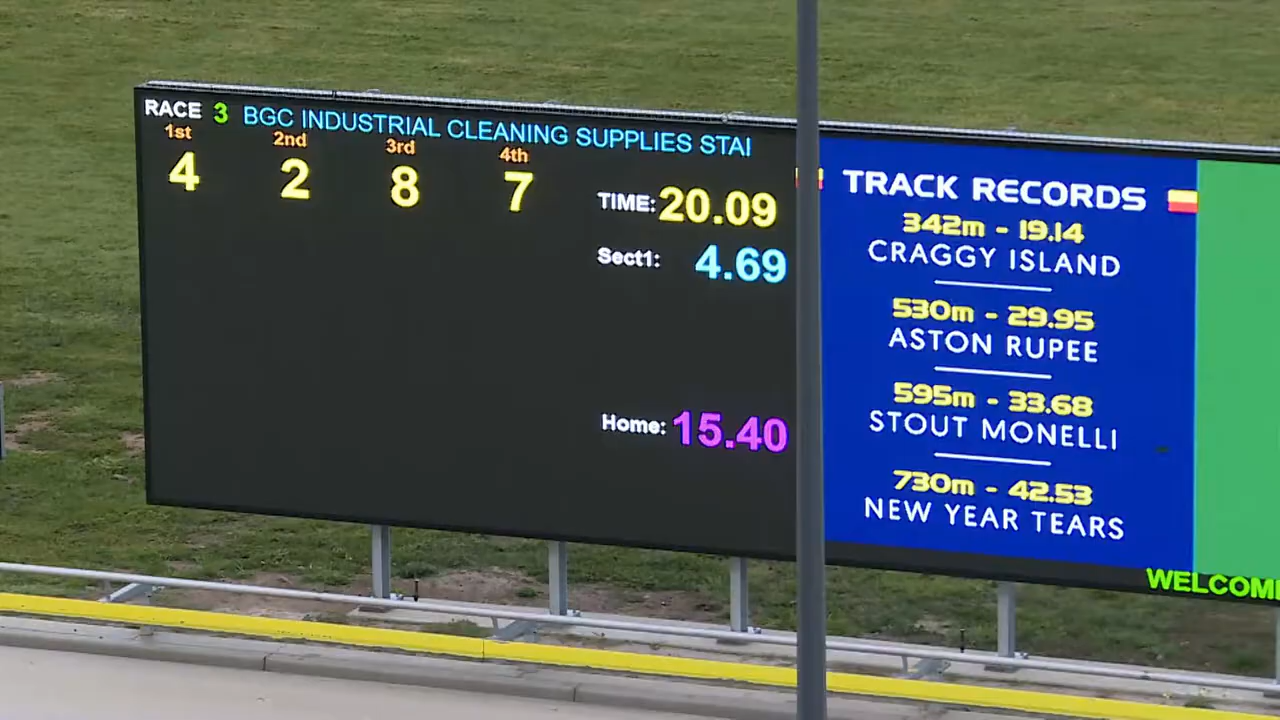 RACE 3 BGC INDUSTRIAL CLEANING SUPPLIES STAI
1st 2nd 3rd 4th
4 2 8 7
TIME: 20.09
Sect1: 4.69
Home: 15.40
TRACK RECORDS
342m - 19.14
CRAGGY ISLAND
530m - 29.95
ASTON RUPEE
595m - 33.68
STOUT MONELLI
730m - 42.53
NEW YEAR TEARS
WELCOME